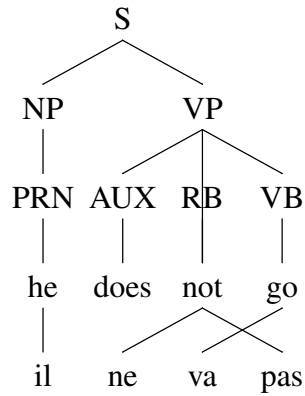 S
NP VP
PRN AUX RB VB
he does not go
il ne va pas